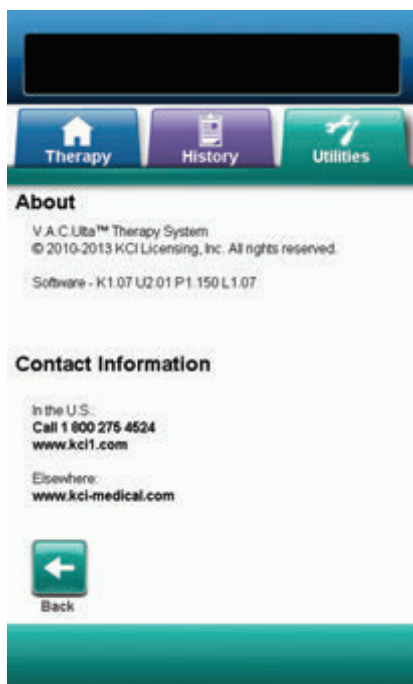 Therapy
History
Utilities
About
V.A.C.Ulta™ Therapy System
© 2010-2013 KCI Licensing, Inc. All rights reserved.
Software - K1.07 U2.01 P1.150 L1.07
Contact Information
In the U.S.:
Call 1 800 275 4524
www.kci1.com
Elsewhere:
www.kci-medical.com
Back